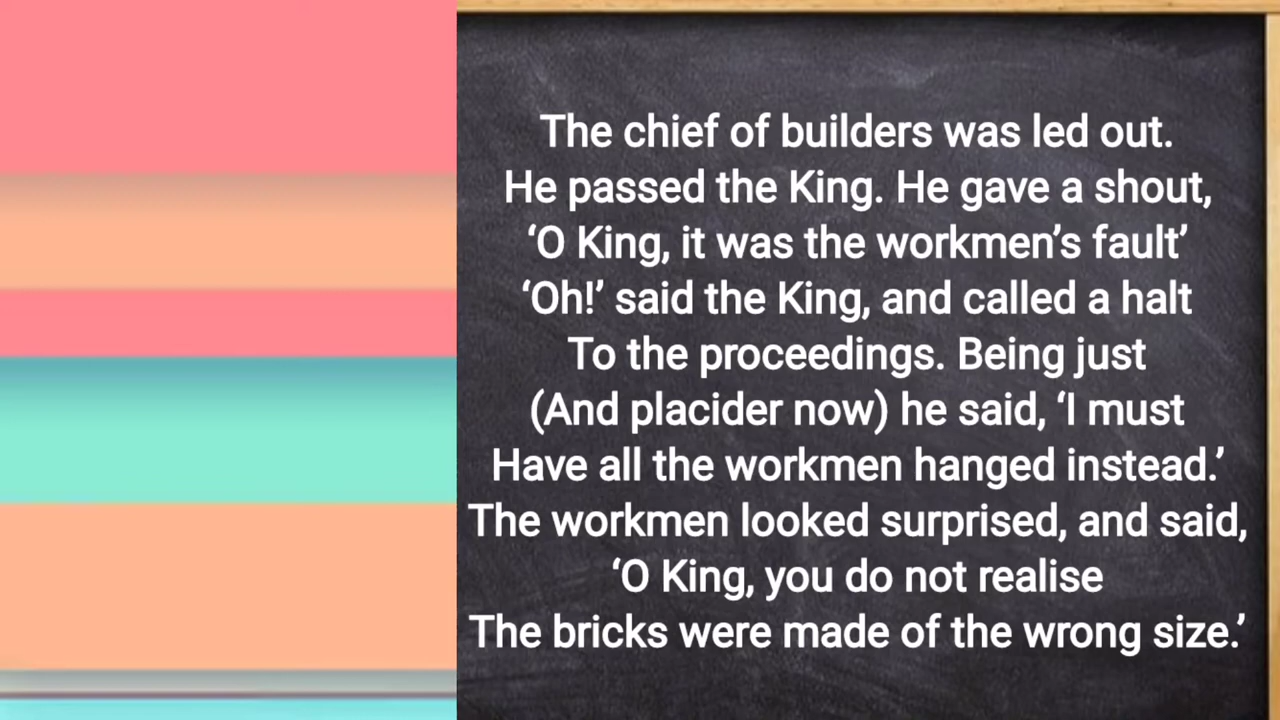 The chief of builders was led out.
He passed the King. He gave a shout,
‘O King, it was the workmen’s fault’
‘Oh!’ said the King, and called a halt
To the proceedings. Being just
(And placider now) he said, ‘I must
Have all the workmen hanged instead.’
The workmen looked surprised, and said,
‘O King, you do not realise
The bricks were made of the wrong size.’